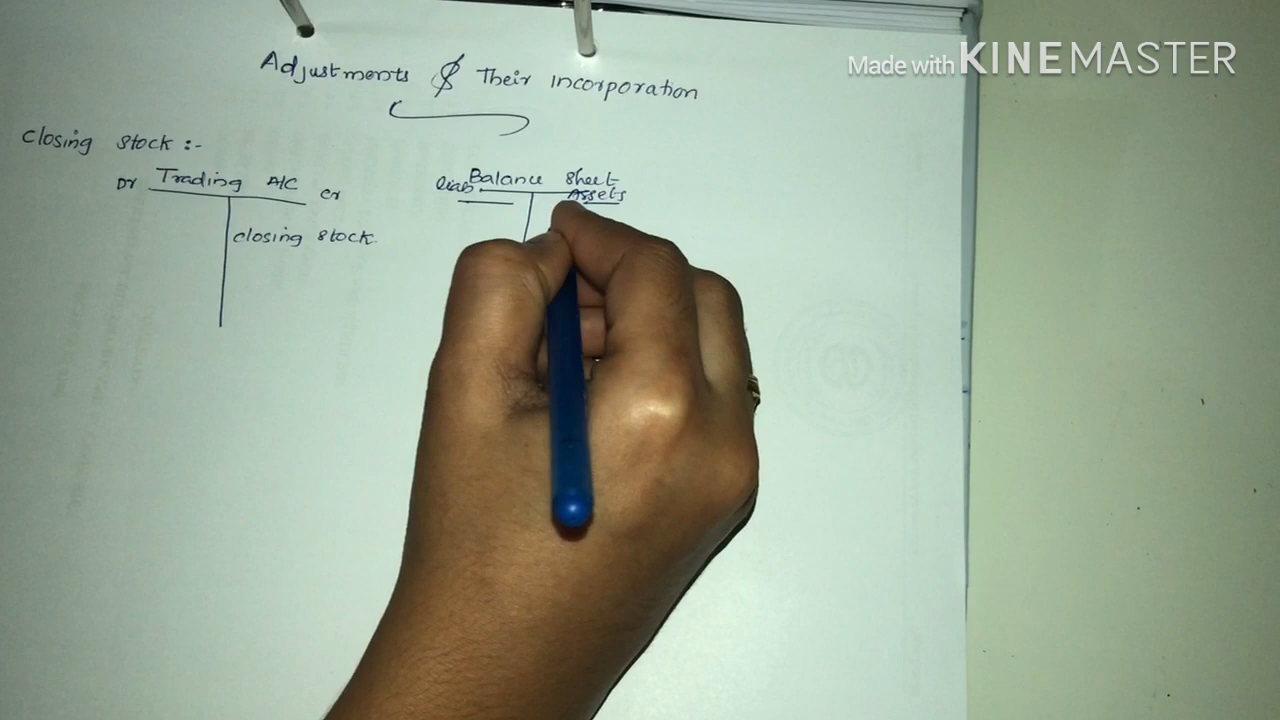 Made with KINEMASTER
Adjustments & Their incorporation
Closing stock :-
Dr Trading A/C Cr
Liab Balance Sheet
Assets
closing stock.